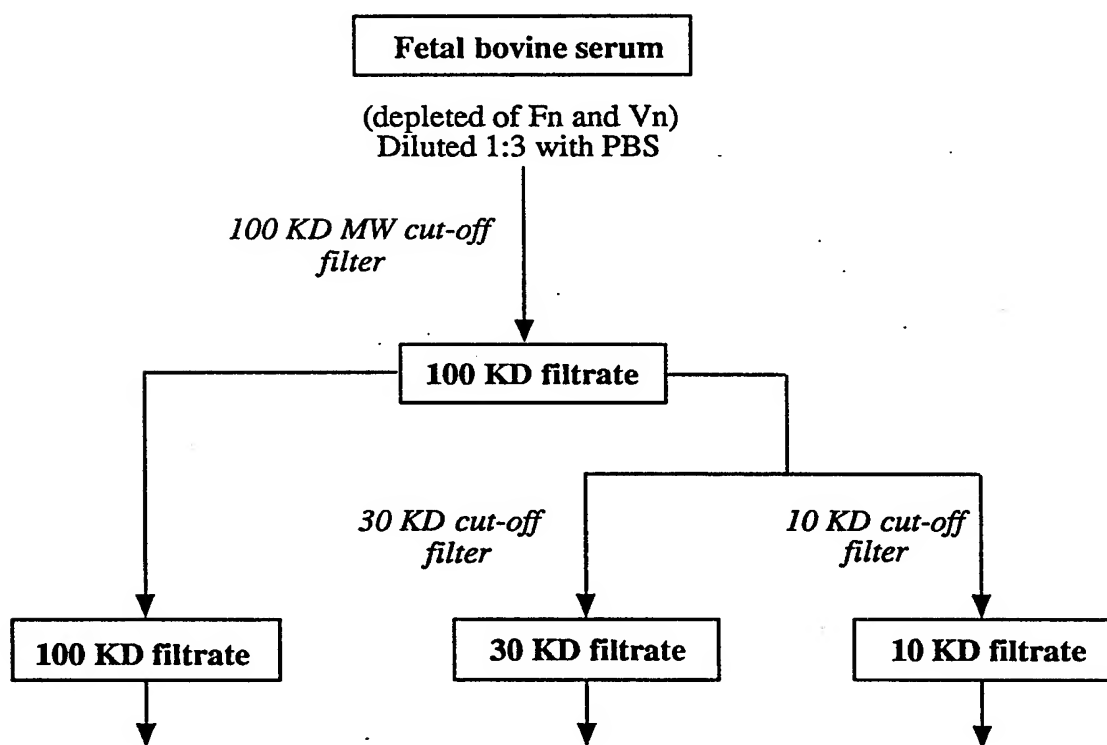 Fetal bovine serum
(depleted of Fn and Vn)
Diluted 1:3 with PBS
100 KD MW cut-off
filter
100 KD filtrate
30 KD cut-off
filter
10 KD cut-off
filter
100 KD filtrate
30 KD filtrate
10 KD filtrate